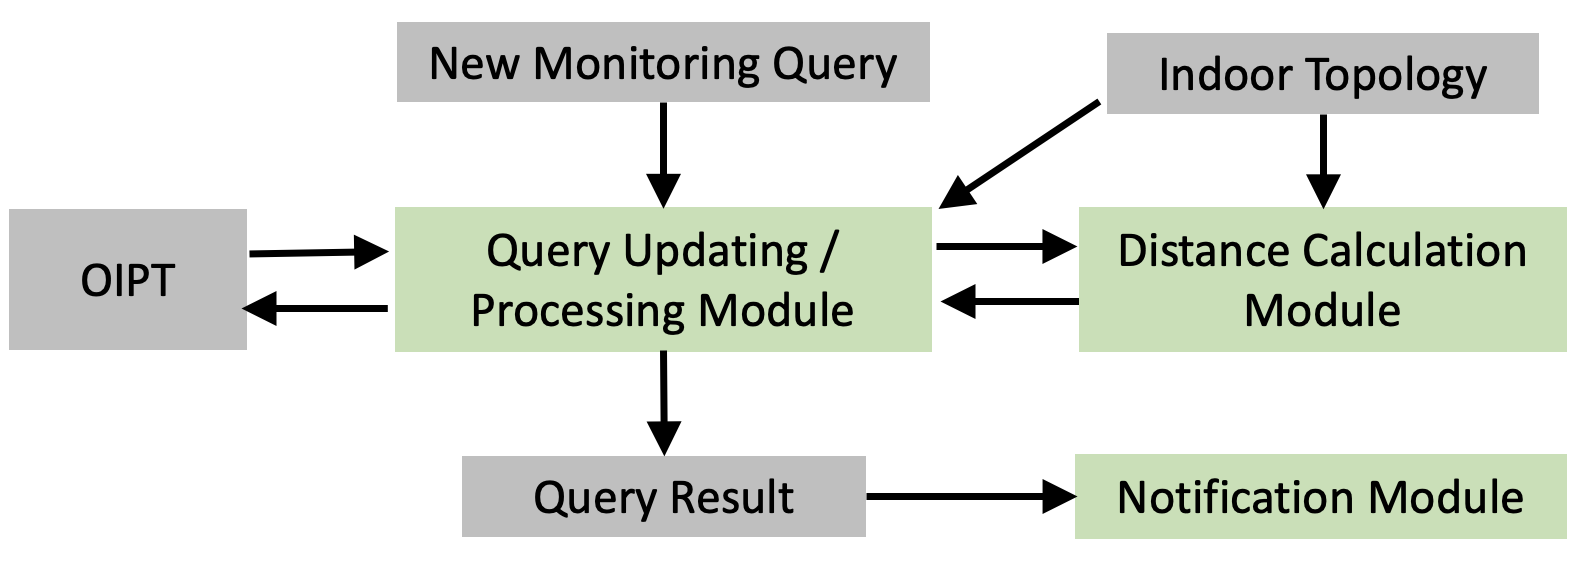 New Monitoring Query
Indoor Topology
OIPT
Query Updating /
Processing Module
Distance Calculation
Module
Query Result
Notification Module